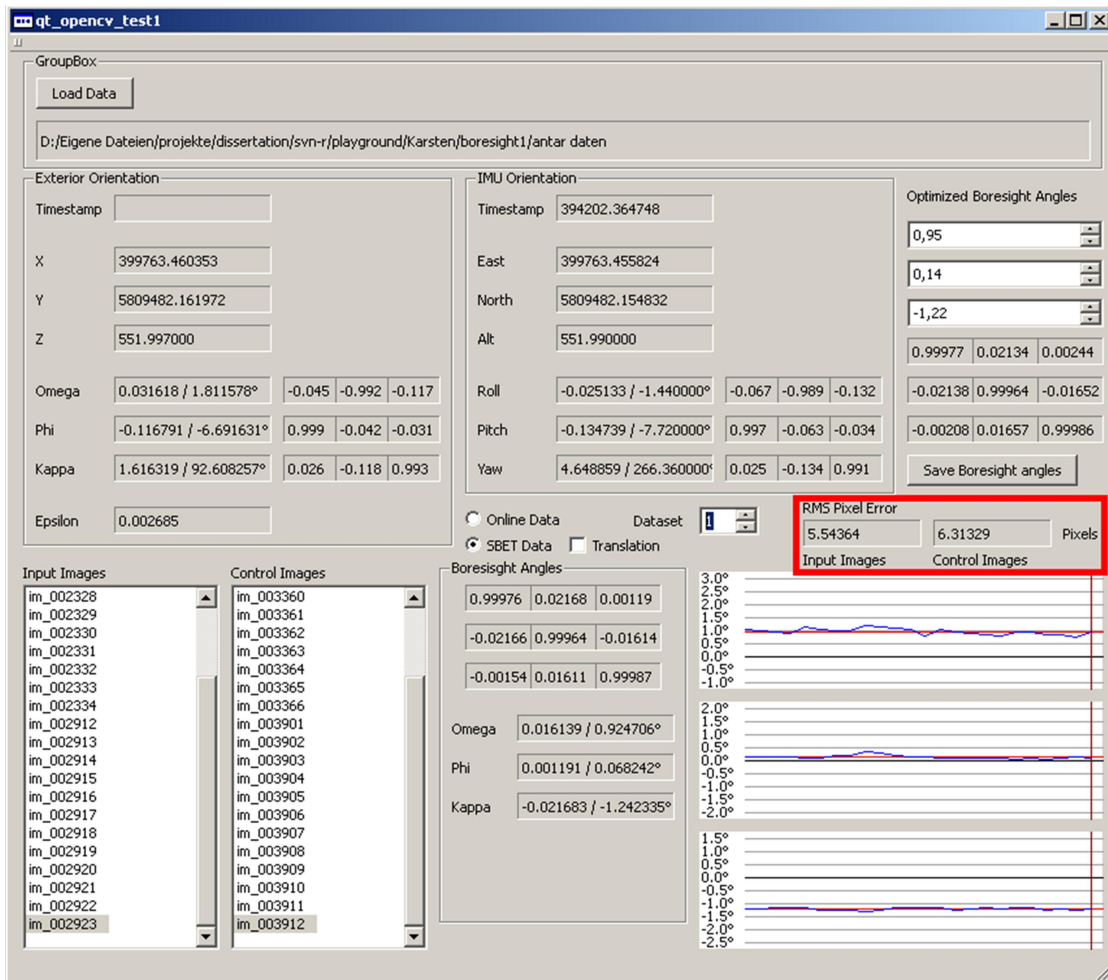 qt_opencv_test1
GroupBox
Load Data
D:/Eigene Dateien/projekte/dissertation/svn-r/playground/Karsten/boresight1/antar daten
Exterior Orientation
Timestamp
X 399763.460353
Y 5809482.161972
Z 551.997000
Omega 0.031618 / 1.811578° -0.045 -0.992 -0.117
Phi -0.116791 / -6.691631° 0.999 -0.042 -0.031
Kappa 1.616319 / 92.608257° 0.026 -0.118 0.993
Epsilon 0.002685
IMU Orientation
Timestamp 394202.364748
East 399763.455824
North 5809482.154832
Alt 551.990000
Roll -0.025133 / -1.440000° -0.067 -0.989 -0.132
Pitch -0.134739 / -7.720000° 0.997 -0.063 -0.034
Yaw 4.648859 / 266.360000° 0.025 -0.134 0.991
Optimized Boresight Angles
0,95
0,14
-1,22
0.99977 0.02134 0.00244
-0.02138 0.99964 -0.01652
-0.00208 0.01657 0.99986
Save Boresight angles
Online Data Dataset 1
SBET Data Translation
RMS Pixel Error
5.54364 6.31329 Pixels
Input Images Control Images
Input Images
im_002328
im_002329
im_002330
im_002331
im_002332
im_002333
im_002334
im_002912
im_002913
im_002914
im_002915
im_002916
im_002917
im_002918
im_002919
im_002920
im_002921
im_002922
im_002923
Control Images
im_003360
im_003361
im_003362
im_003363
im_003364
im_003365
im_003366
im_003901
im_003902
im_003903
im_003904
im_003905
im_003906
im_003907
im_003908
im_003909
im_003910
im_003911
im_003912
Boresisght Angles
0.99976 0.02168 0.00119
-0.02166 0.99964 -0.01614
-0.00154 0.01611 0.99987
Omega 0.016139 / 0.924706°
Phi 0.001191 / 0.068242°
Kappa -0.021683 / -1.242335°
3.0°
2.5°
2.0°
1.5°
1.0°
0.5°
0.0°
-0.5°
-1.0°
2.0°
1.5°
1.0°
0.5°
0.0°
-0.5°
-1.0°
-1.5°
-2.0°
1.5°
1.0°
0.5°
0.0°
-0.5°
-1.0°
-1.5°
-2.0°
-2.5°